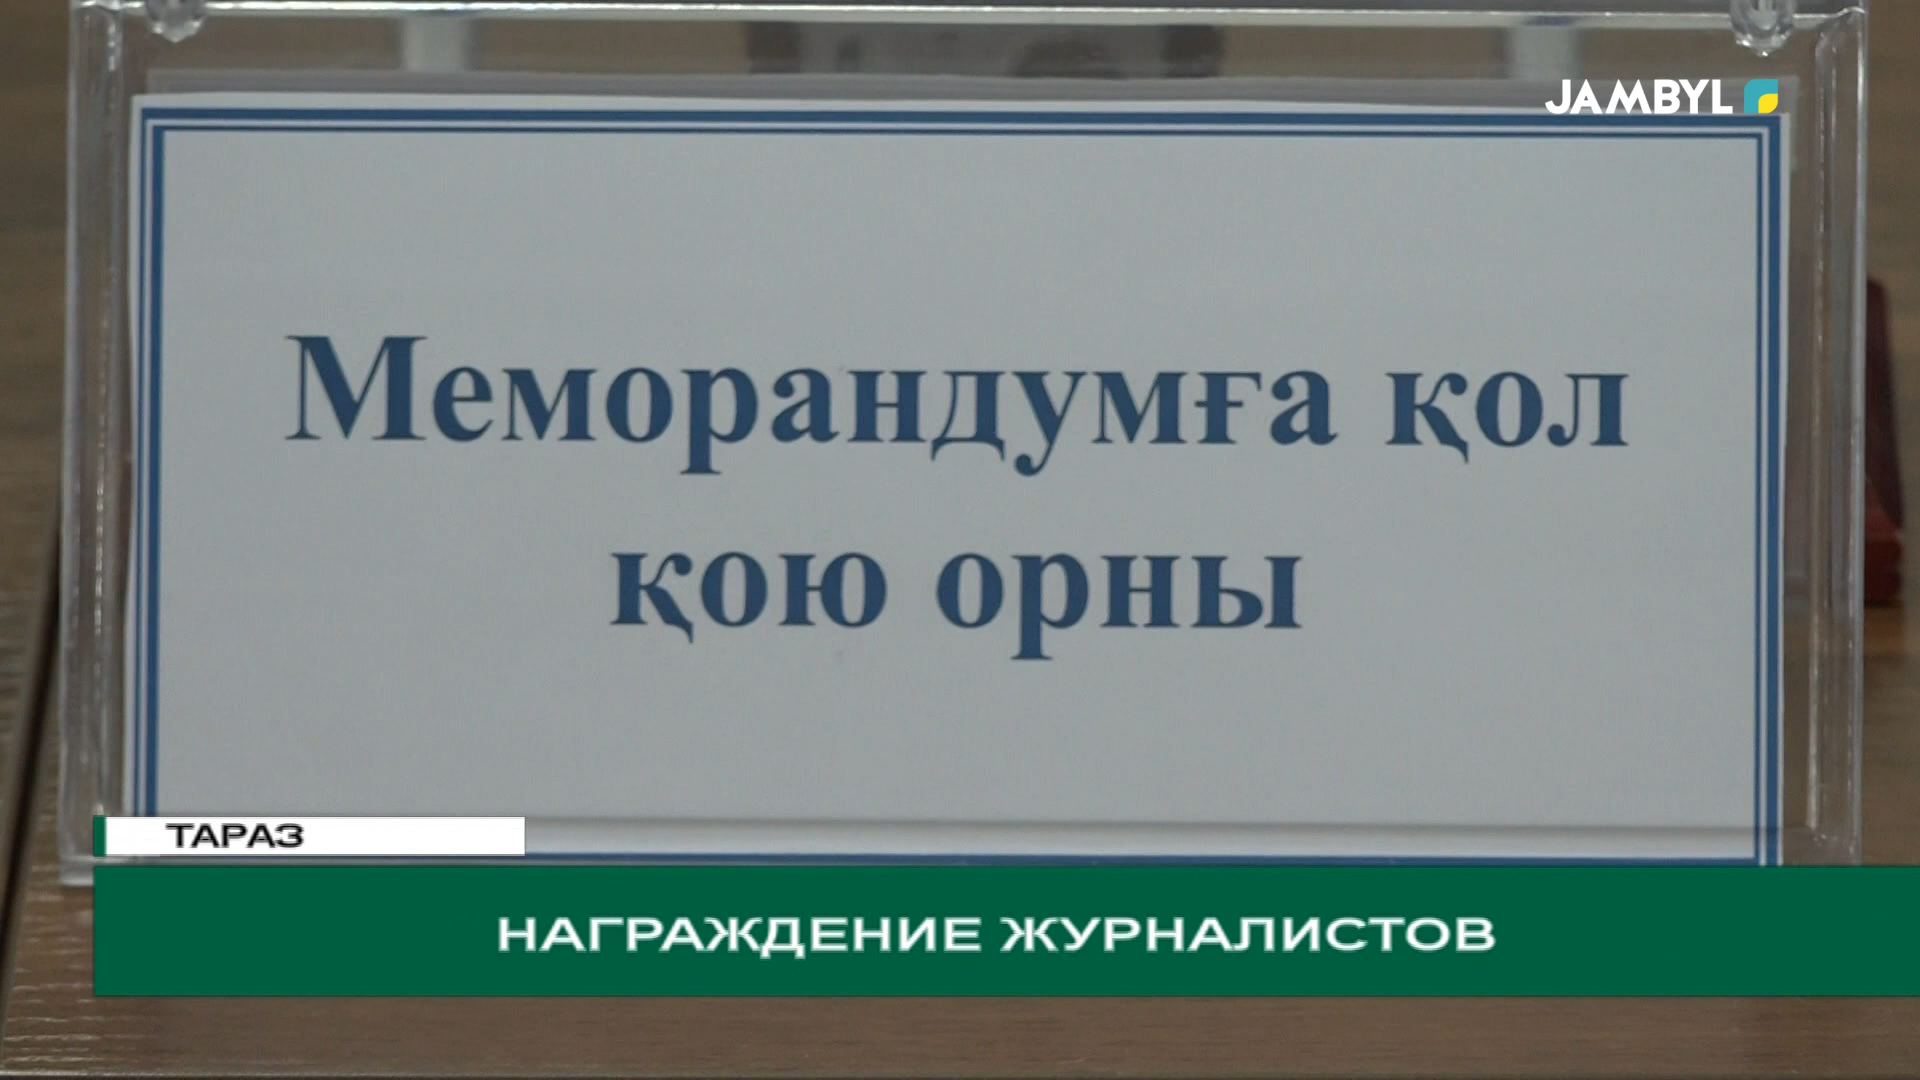 JAMBYL
Меморандумға қол
қою орны
ТАРАЗ
НАГРАЖДЕНИЕ ЖУРНАЛИСТОВ